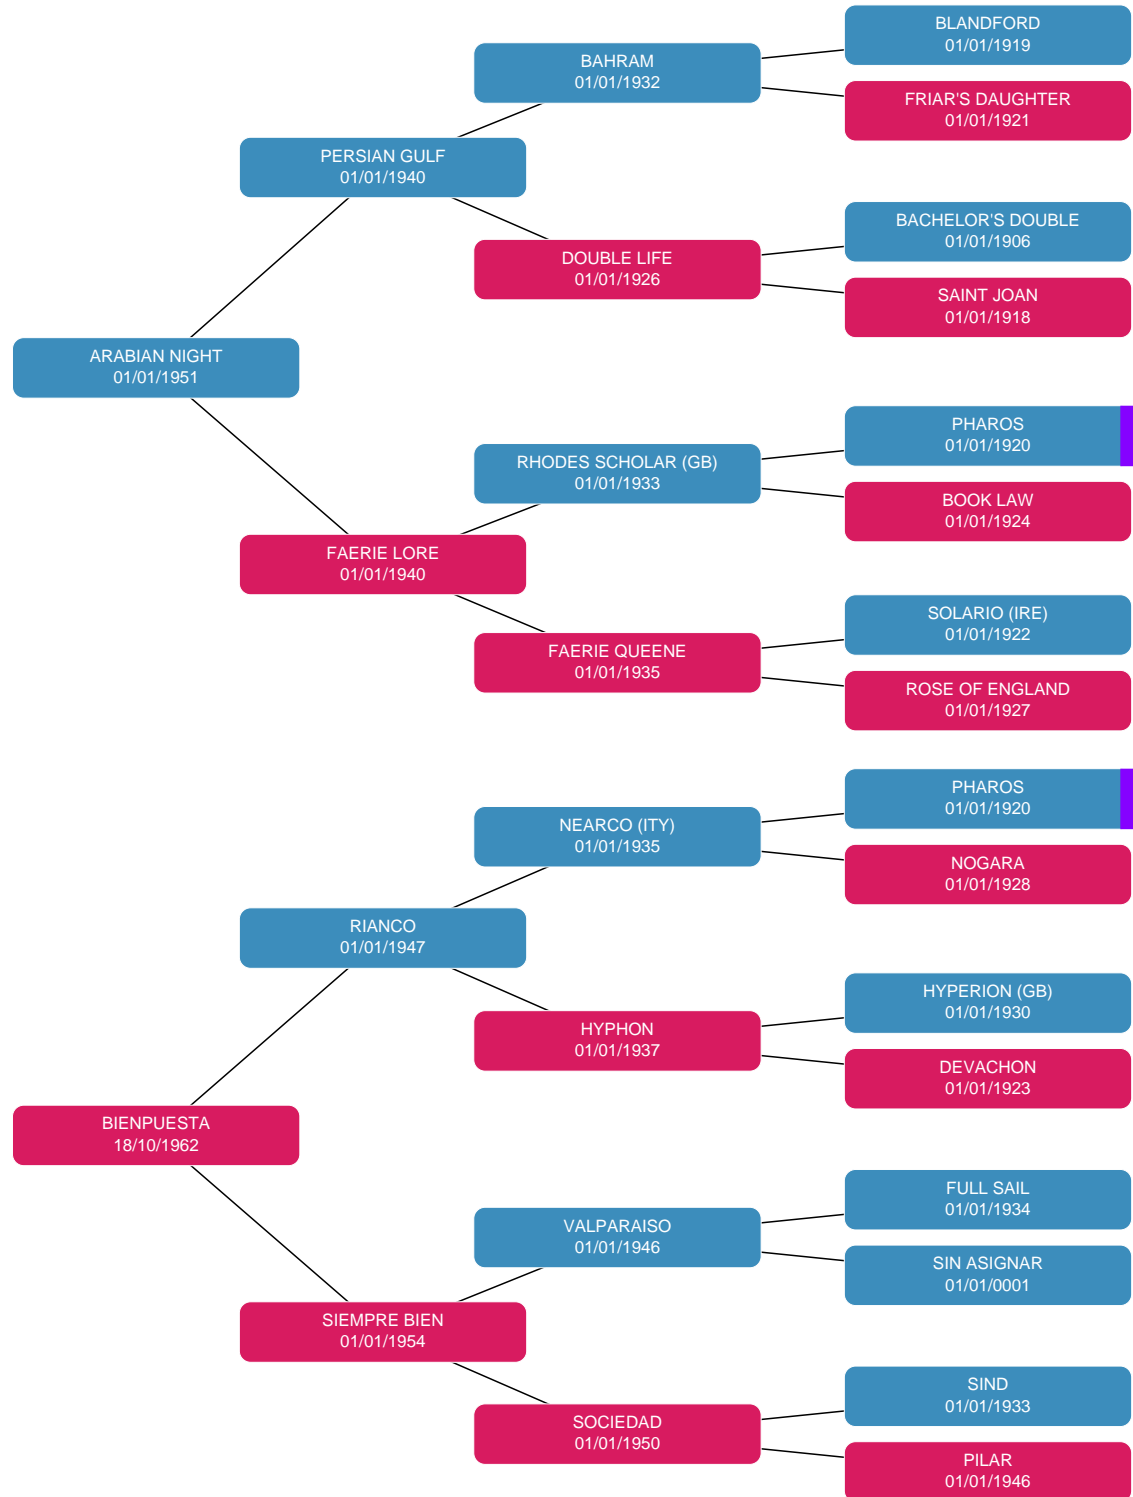 BLANDFORD
01/01/1919
BAHRAM
01/01/1932
FRIAR'S DAUGHTER
01/01/1921
PERSIAN GULF
01/01/1940
BACHELOR'S DOUBLE
01/01/1906
DOUBLE LIFE
01/01/1926
SAINT JOAN
01/01/1918
ARABIAN NIGHT
01/01/1951
PHAROS
01/01/1920
RHODES SCHOLAR (GB)
01/01/1933
BOOK LAW
01/01/1924
FAERIE LORE
01/01/1940
SOLARIO (IRE)
01/01/1922
FAERIE QUEENE
01/01/1935
ROSE OF ENGLAND
01/01/1927
PHAROS
01/01/1920
NEARCO (ITY)
01/01/1935
NOGARA
01/01/1928
RIANCO
01/01/1947
HYPERION (GB)
01/01/1930
HYPHON
01/01/1937
DEVACHON
01/01/1923
BIENPUESTA
18/10/1962
FULL SAIL
01/01/1934
VALPARAISO
01/01/1946
SIN ASIGNAR
01/01/0001
SIEMPRE BIEN
01/01/1954
SIND
01/01/1933
SOCIEDAD
01/01/1950
PILAR
01/01/1946